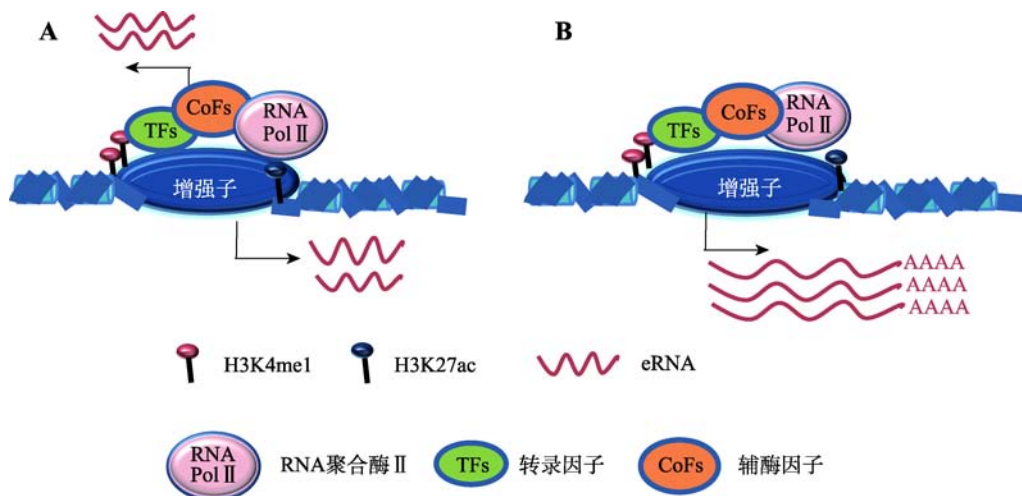 A
B
CoFs
RNA
Pol Ⅱ
TFs
增强子
CoFs
RNA
Pol Ⅱ
TFs
增强子
AAAA
AAAA
AAAA
H3K4me1
H3K27ac
eRNA
RNA
Pol Ⅱ
RNA聚合酶Ⅱ
TFs
转录因子
CoFs
辅酶因子